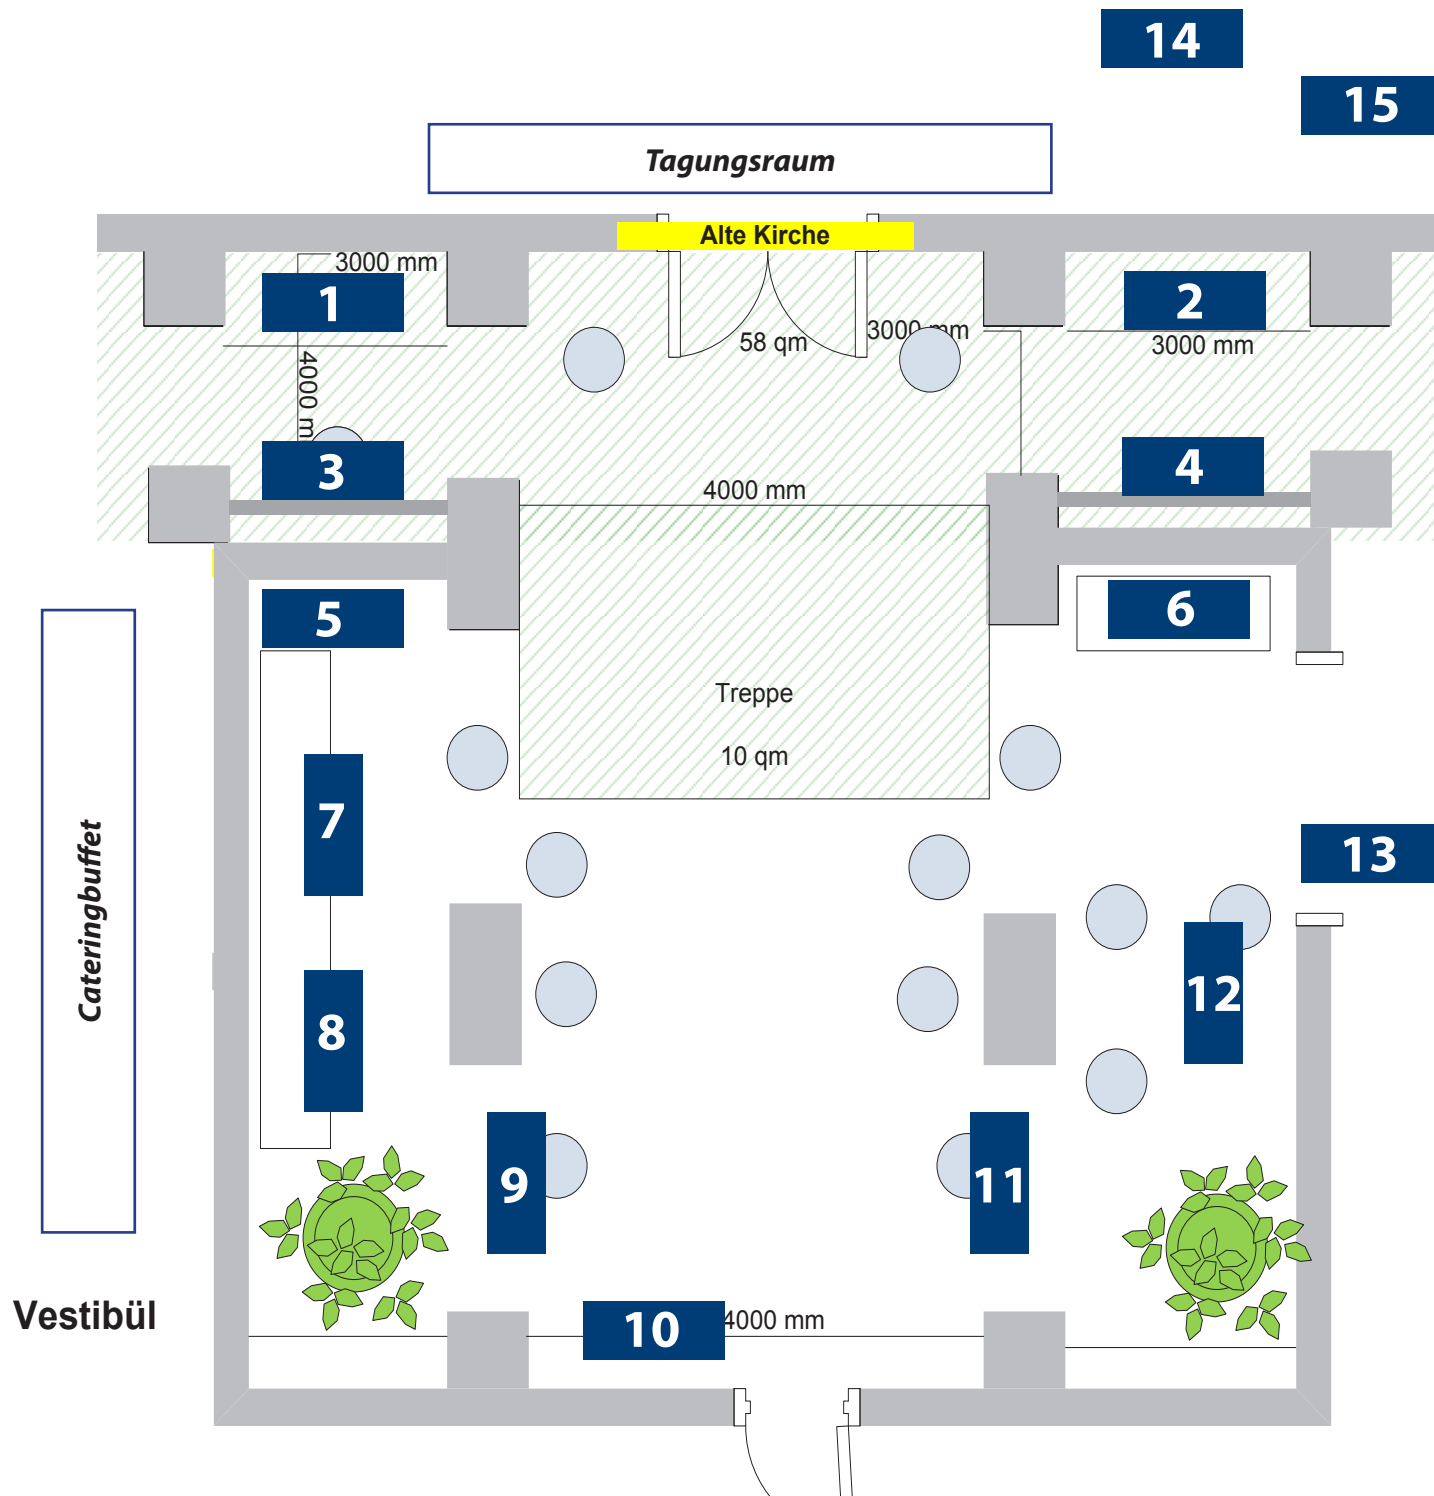 14
15
Tagungsraum
Alte Kirche
3000 mm
1
2
58 qm
3000 mm
3000 mm
4000 m
3
4
4000 mm
5
6
Treppe
10 qm
7
13
Cateringbuffet
8
12
9
11
Vestibül
10
4000 mm